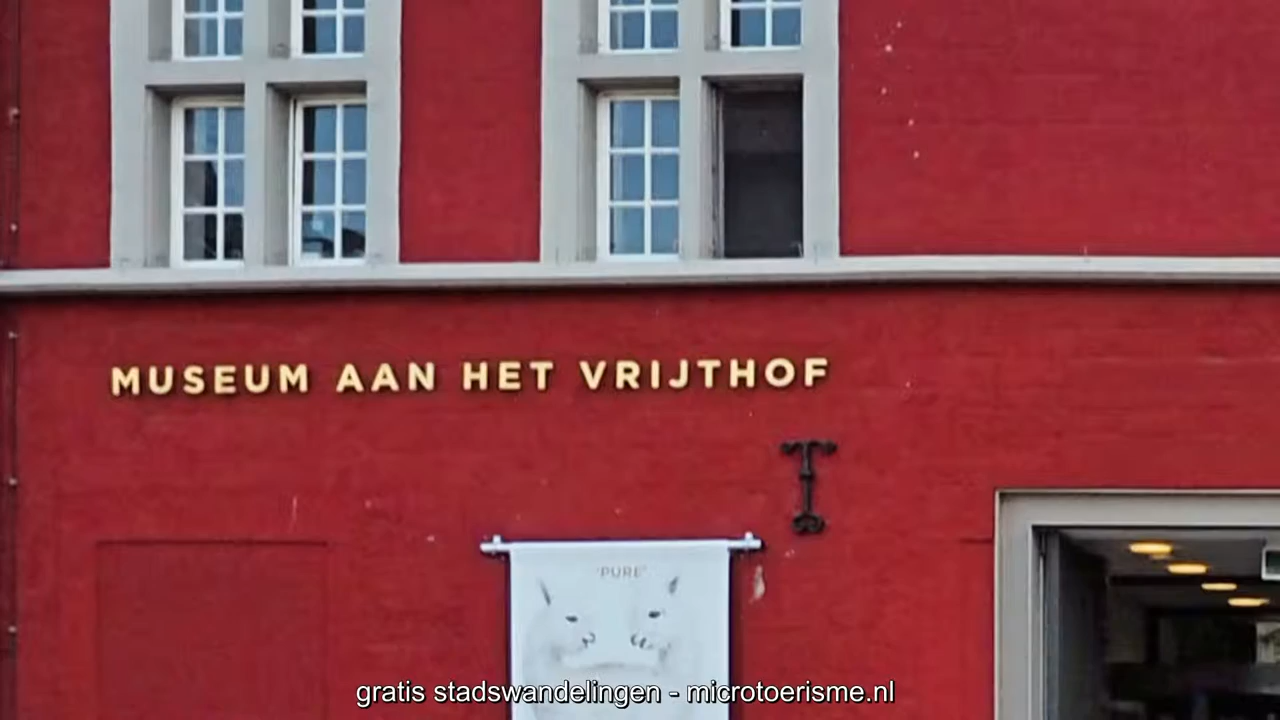 MUSEUM AAN HET VRIJTHOF
'PURE'
gratis stadswandelingen - microtoerisme.nl